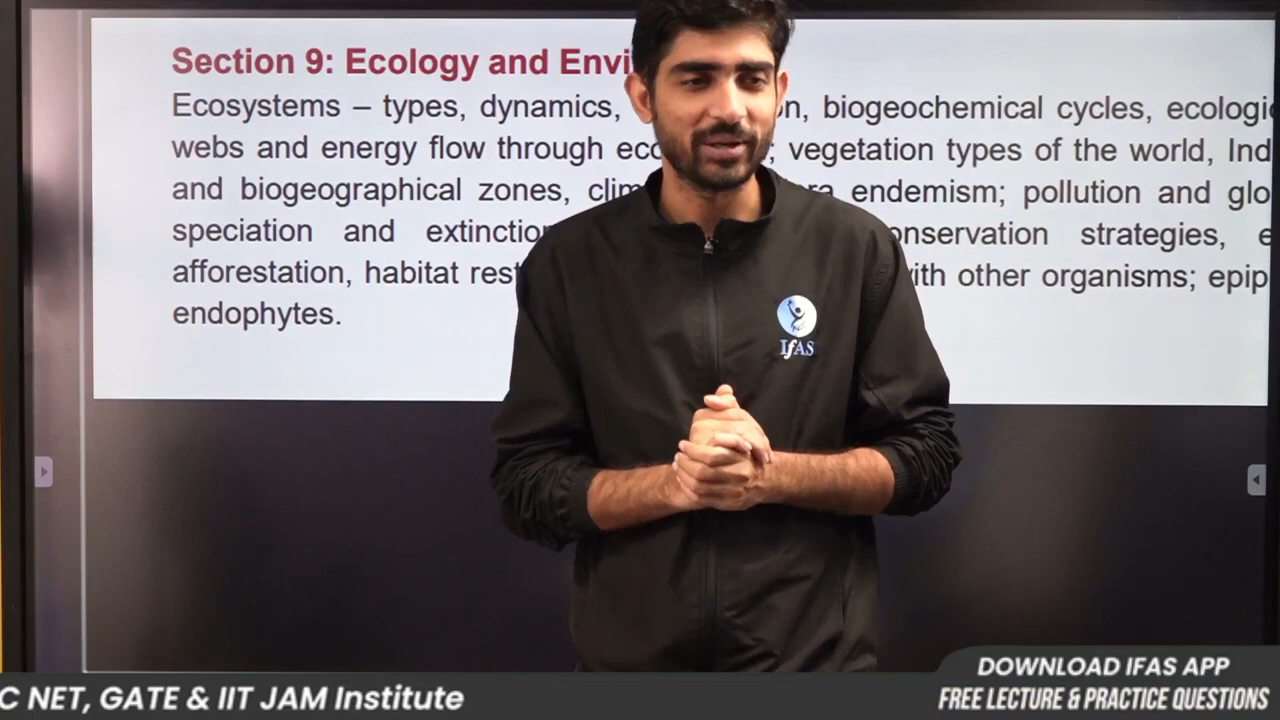 Section 9: Ecology and Envi
Ecosystems – types, dynamics, n, biogeochemical cycles, ecologi
webs and energy flow through eco ; vegetation types of the world, Ind
and biogeographical zones, clim ra endemism; pollution and glo
speciation and extinction onservation strategies, e
afforestation, habitat rest ith other organisms; epip
endophytes.
IfAS
DOWNLOAD IFAS APP
C NET, GATE & IIT JAM Institute
FREE LECTURE & PRACTICE QUESTIONS